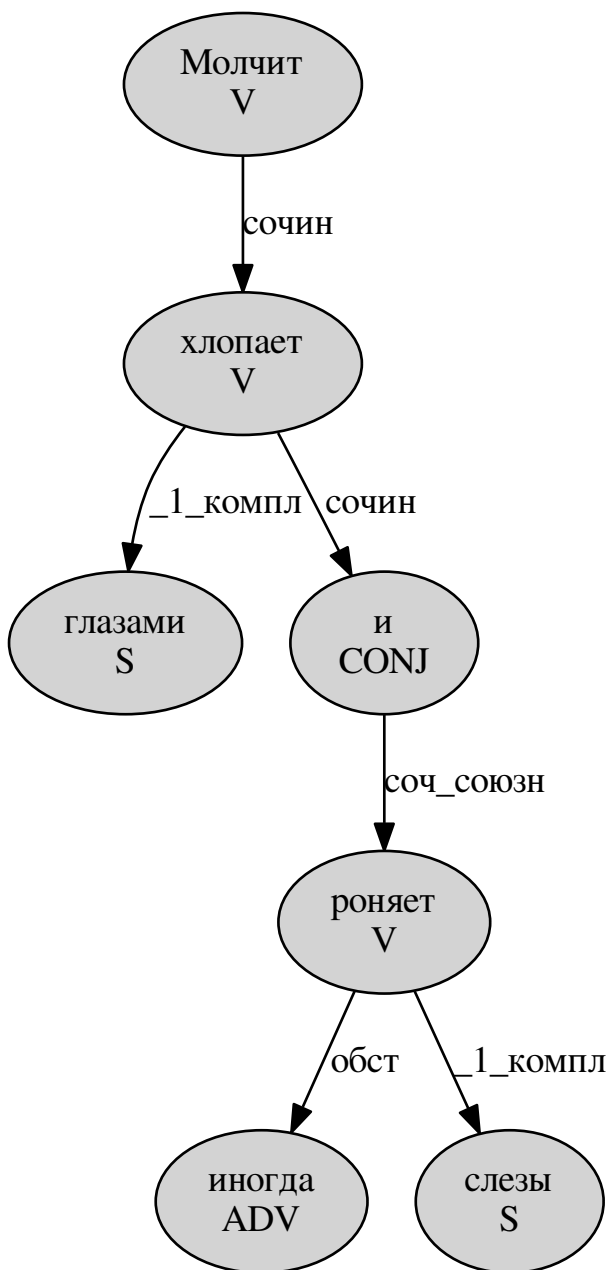 Молчит
V
сочин
хлопает
V
_1_компл
сочин
глазами
S
и
CONJ
соч_союзн
роняет
V
обст
_1_компл
иногда
ADV
слезы
S